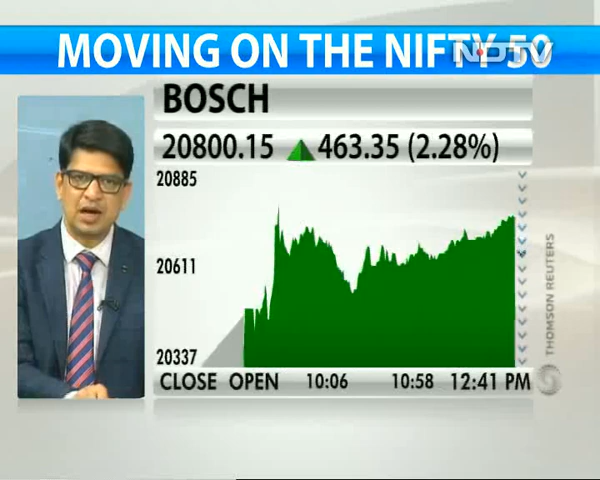 MOVING ON THE NIFTY 50
NDTV
BOSCH
20800.15 463.35 (2.28%)
20885
20611
20337
CLOSE OPEN 10:06 10:58 12:41 PM
THOMSON REUTERS